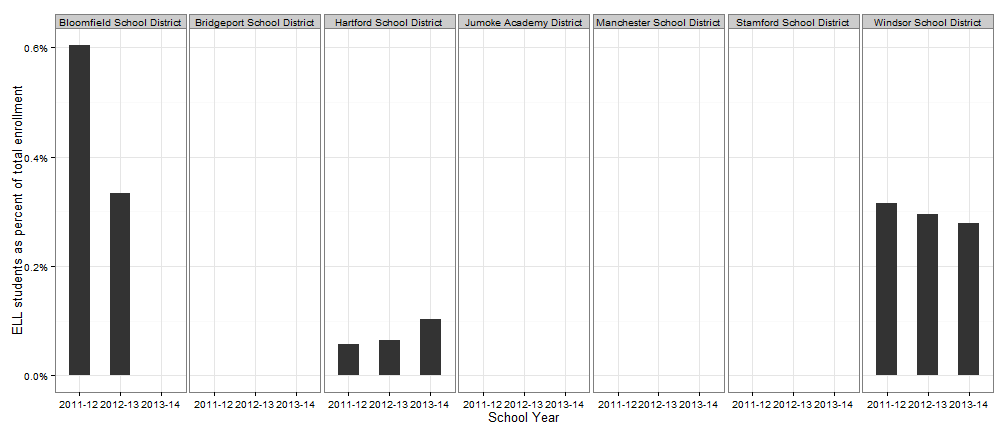 Bloomfield School District Bridgeport School District Hartford School District Jumoke Academy District Manchester School District Stamford School District Windsor School District
ELL students as percent of total enrollment
0.6%
0.4%
0.2%
0.0%
2011-12 2012-13 2013-14 2011-12 2012-13 2013-14 2011-12 2012-13 2013-14 2011-12 2012-13 2013-14 2011-12 2012-13 2013-14 2011-12 2012-13 2013-14 2011-12 2012-13 2013-14
School Year